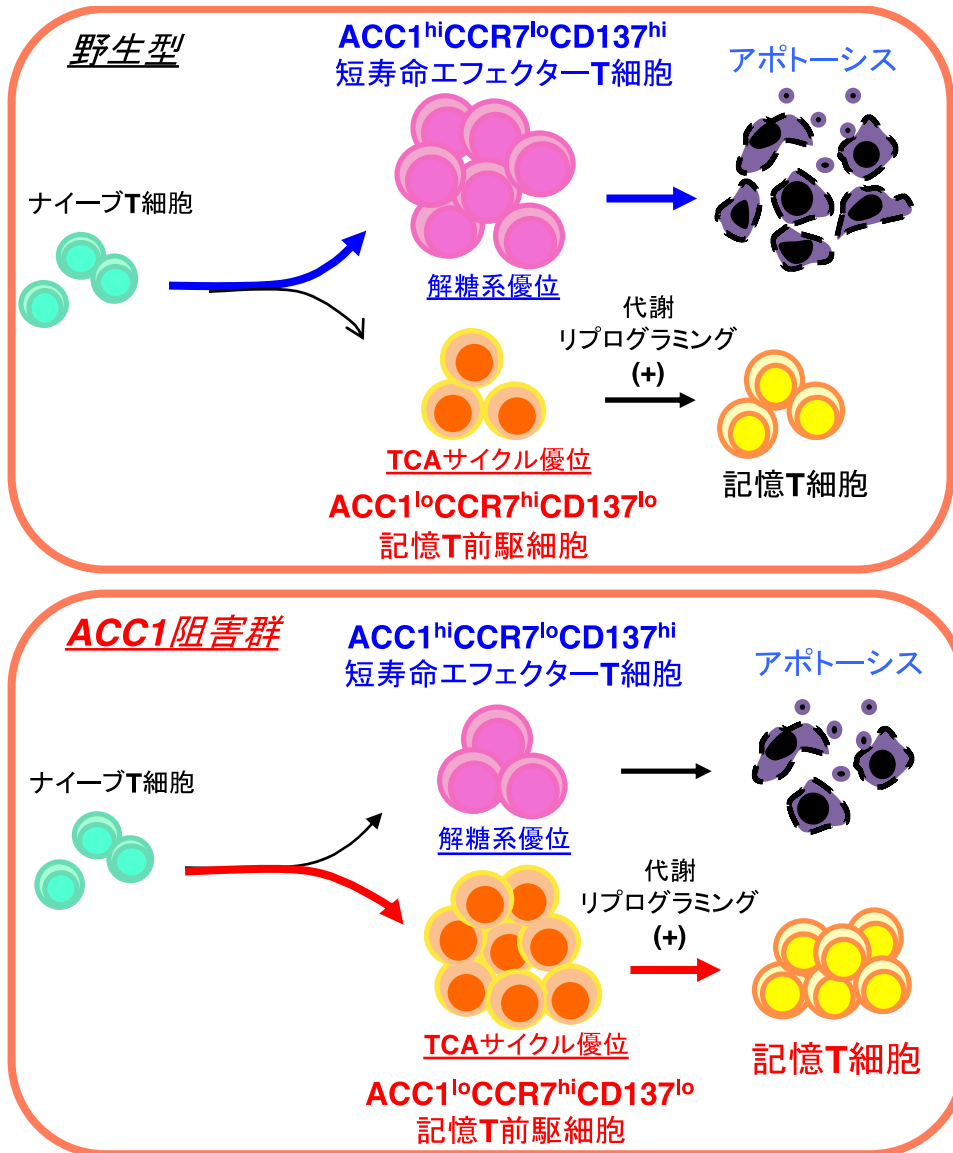 野生型
ACC1hiCCR7loCD137hi
短寿命エフェクターT細胞
アポトーシス
ナイーブT細胞
解糖系優位
代謝
リプログラミング
(+)
TCAサイクル優位
記憶T細胞
ACC1loCCR7hiCD137lo
記憶T前駆細胞
ACC1阻害群
ACC1hiCCR7loCD137hi
短寿命エフェクターT細胞
アポトーシス
ナイーブT細胞
解糖系優位
代謝
リプログラミング
(+)
TCAサイクル優位
記憶T細胞
ACC1loCCR7hiCD137lo
記憶T前駆細胞